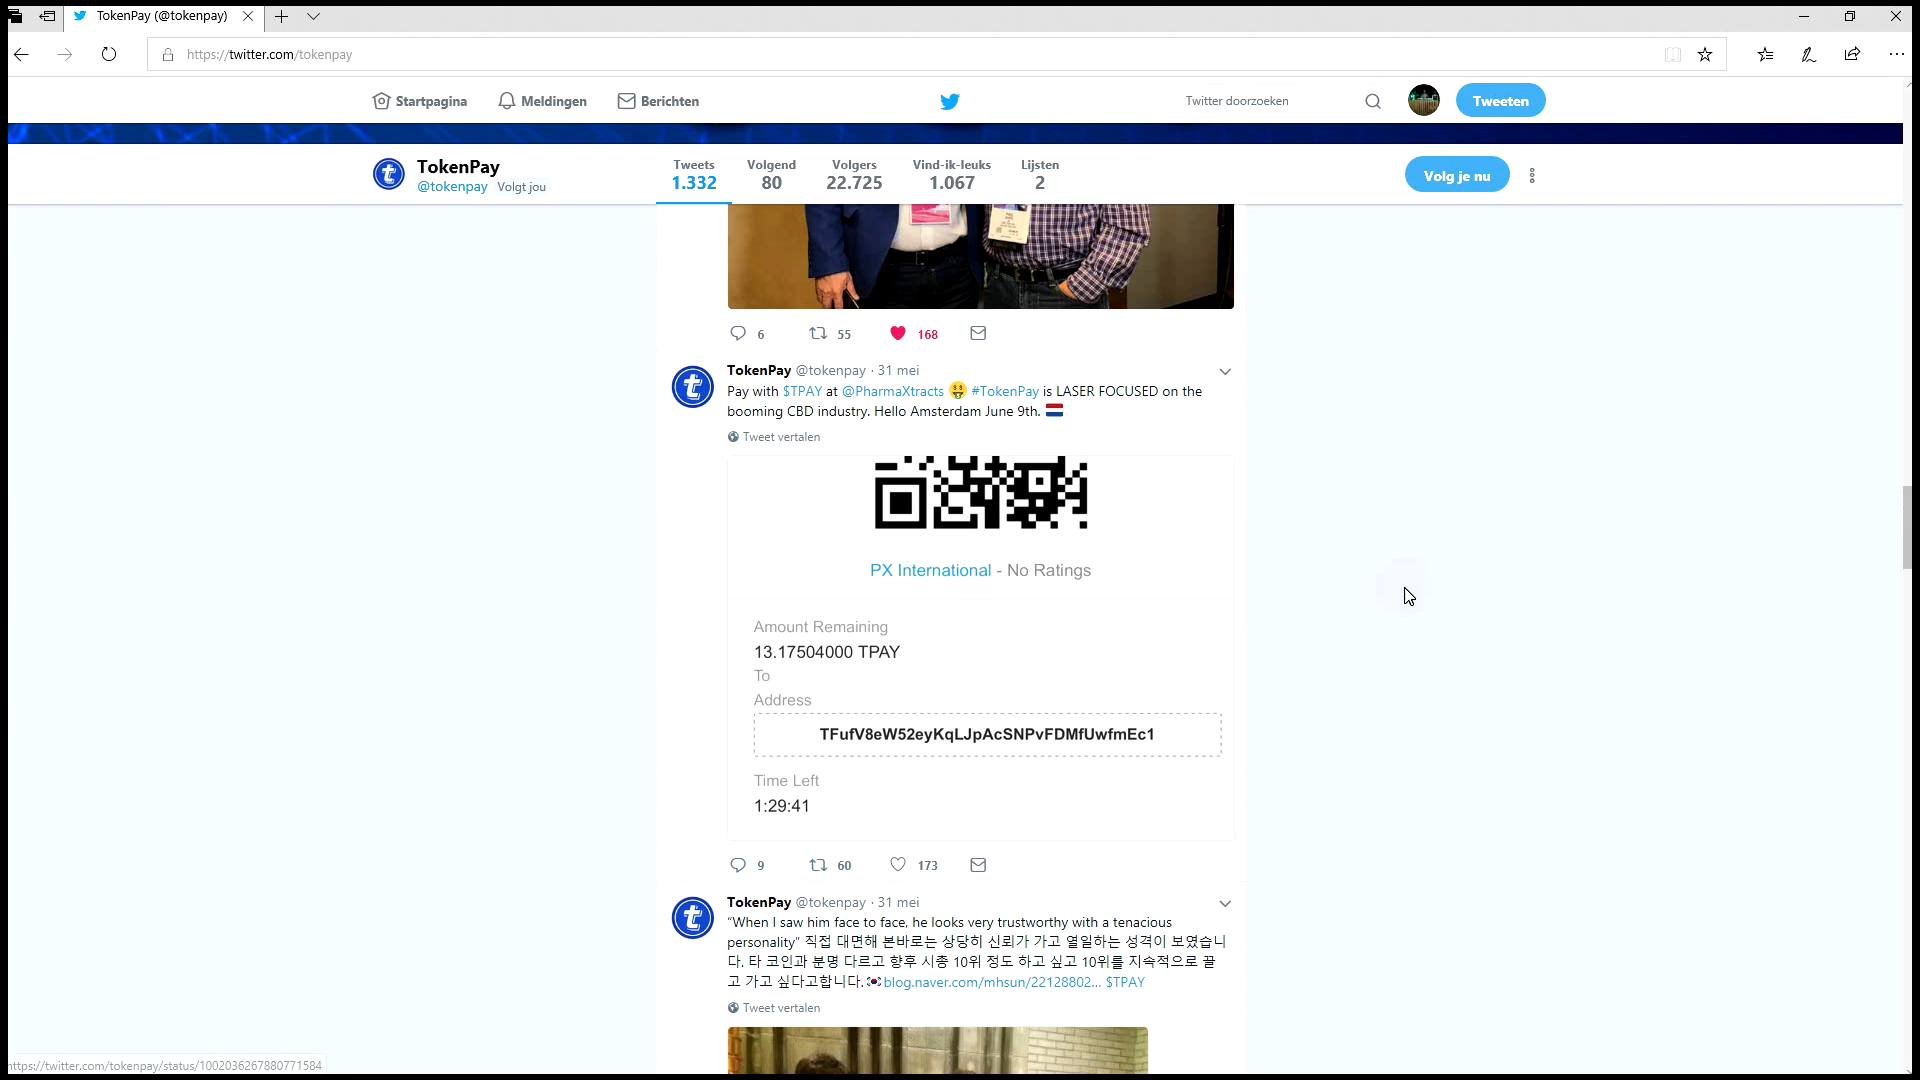 TokenPay (@tokenpay)
https://twitter.com/tokenpay
Startpagina Meldingen Berichten Twitter doorzoeken Tweeten
TokenPay
@tokenpay Volgt jou
Tweets Volgend Volgers Vind-ik-leuks Lijsten
1.332 80 22.725 1.067 2
Volg je nu
6 55 168
TokenPay @tokenpay · 31 mei
Pay with $TPAY at @PharmaXtracts 🤑 #TokenPay is LASER FOCUSED on the
booming CBD industry. Hello Amsterdam June 9th. 🇳🇱
Tweet vertalen
PX International - No Ratings
Amount Remaining
13.17504000 TPAY
To
Address
TFufV8eW52eyKqLJpAcSNPvFDMfUwfmEc1
Time Left
1:29:41
9 60 173
TokenPay @tokenpay · 31 mei
“When I saw him face to face, he looks very trustworthy with a tenacious
personality” 직접 대면해 본바로는 상당히 신뢰가 가고 열일하는 성격이 보였습니
다. 타 코인과 분명 다르고 향후 시총 10위 정도 하고 싶고 10위를 지속적으로 끌
고 가고 싶다고합니다.🇰🇷blog.naver.com/mhsun/22128802... $TPAY
Tweet vertalen
https://twitter.com/tokenpay/status/1002036267880771584